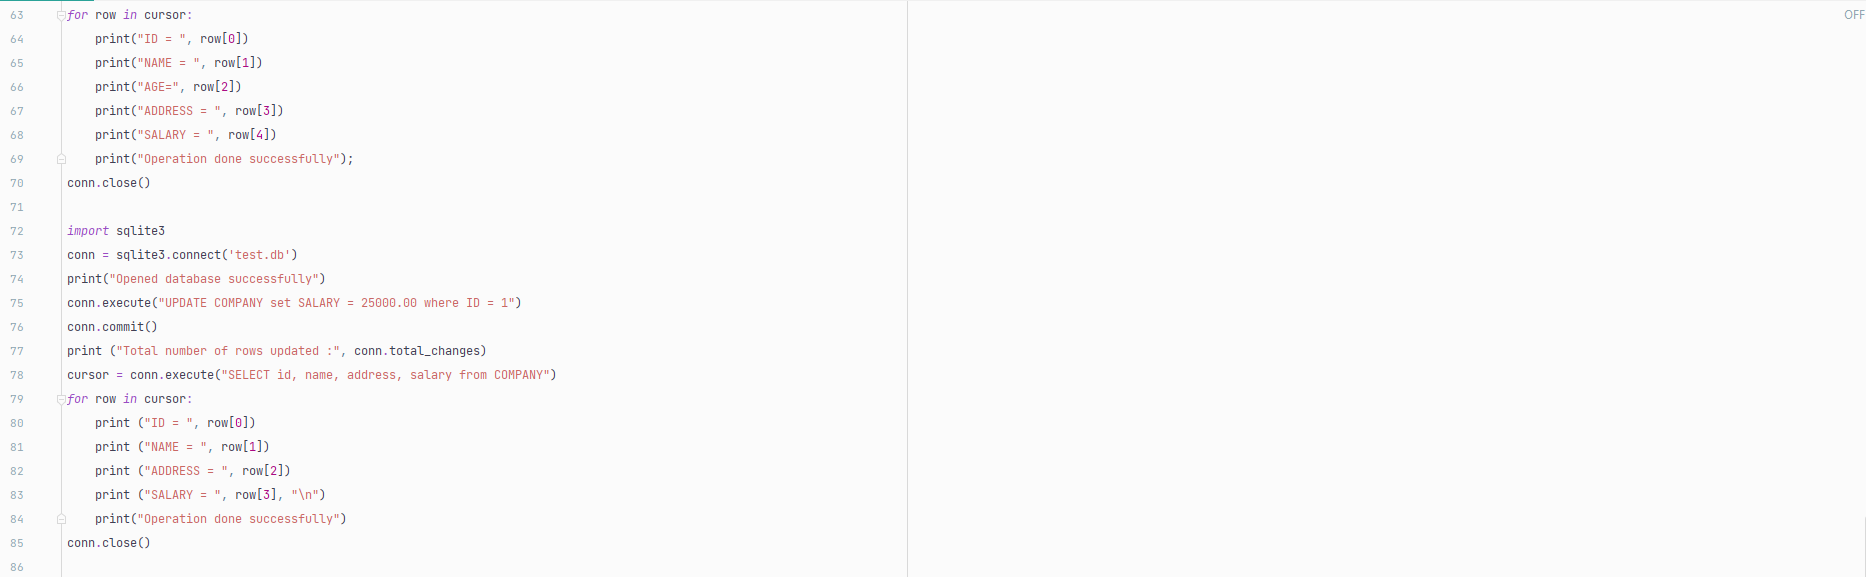 63 for row in cursor:
64 print("ID = ", row[0])
65 print("NAME = ", row[1])
66 print("AGE=", row[2])
67 print("ADDRESS = ", row[3])
68 print("SALARY = ", row[4])
69 print("Operation done successfully");
70 conn.close()
71
72 import sqlite3
73 conn = sqlite3.connect('test.db')
74 print("Opened database successfully")
75 conn.execute("UPDATE COMPANY set SALARY = 25000.00 where ID = 1")
76 conn.commit()
77 print ("Total number of rows updated :", conn.total_changes)
78 cursor = conn.execute("SELECT id, name, address, salary from COMPANY")
79 for row in cursor:
80 print ("ID = ", row[0])
81 print ("NAME = ", row[1])
82 print ("ADDRESS = ", row[2])
83 print ("SALARY = ", row[3], "\n")
84 print("Operation done successfully")
85 conn.close()
86
OFF